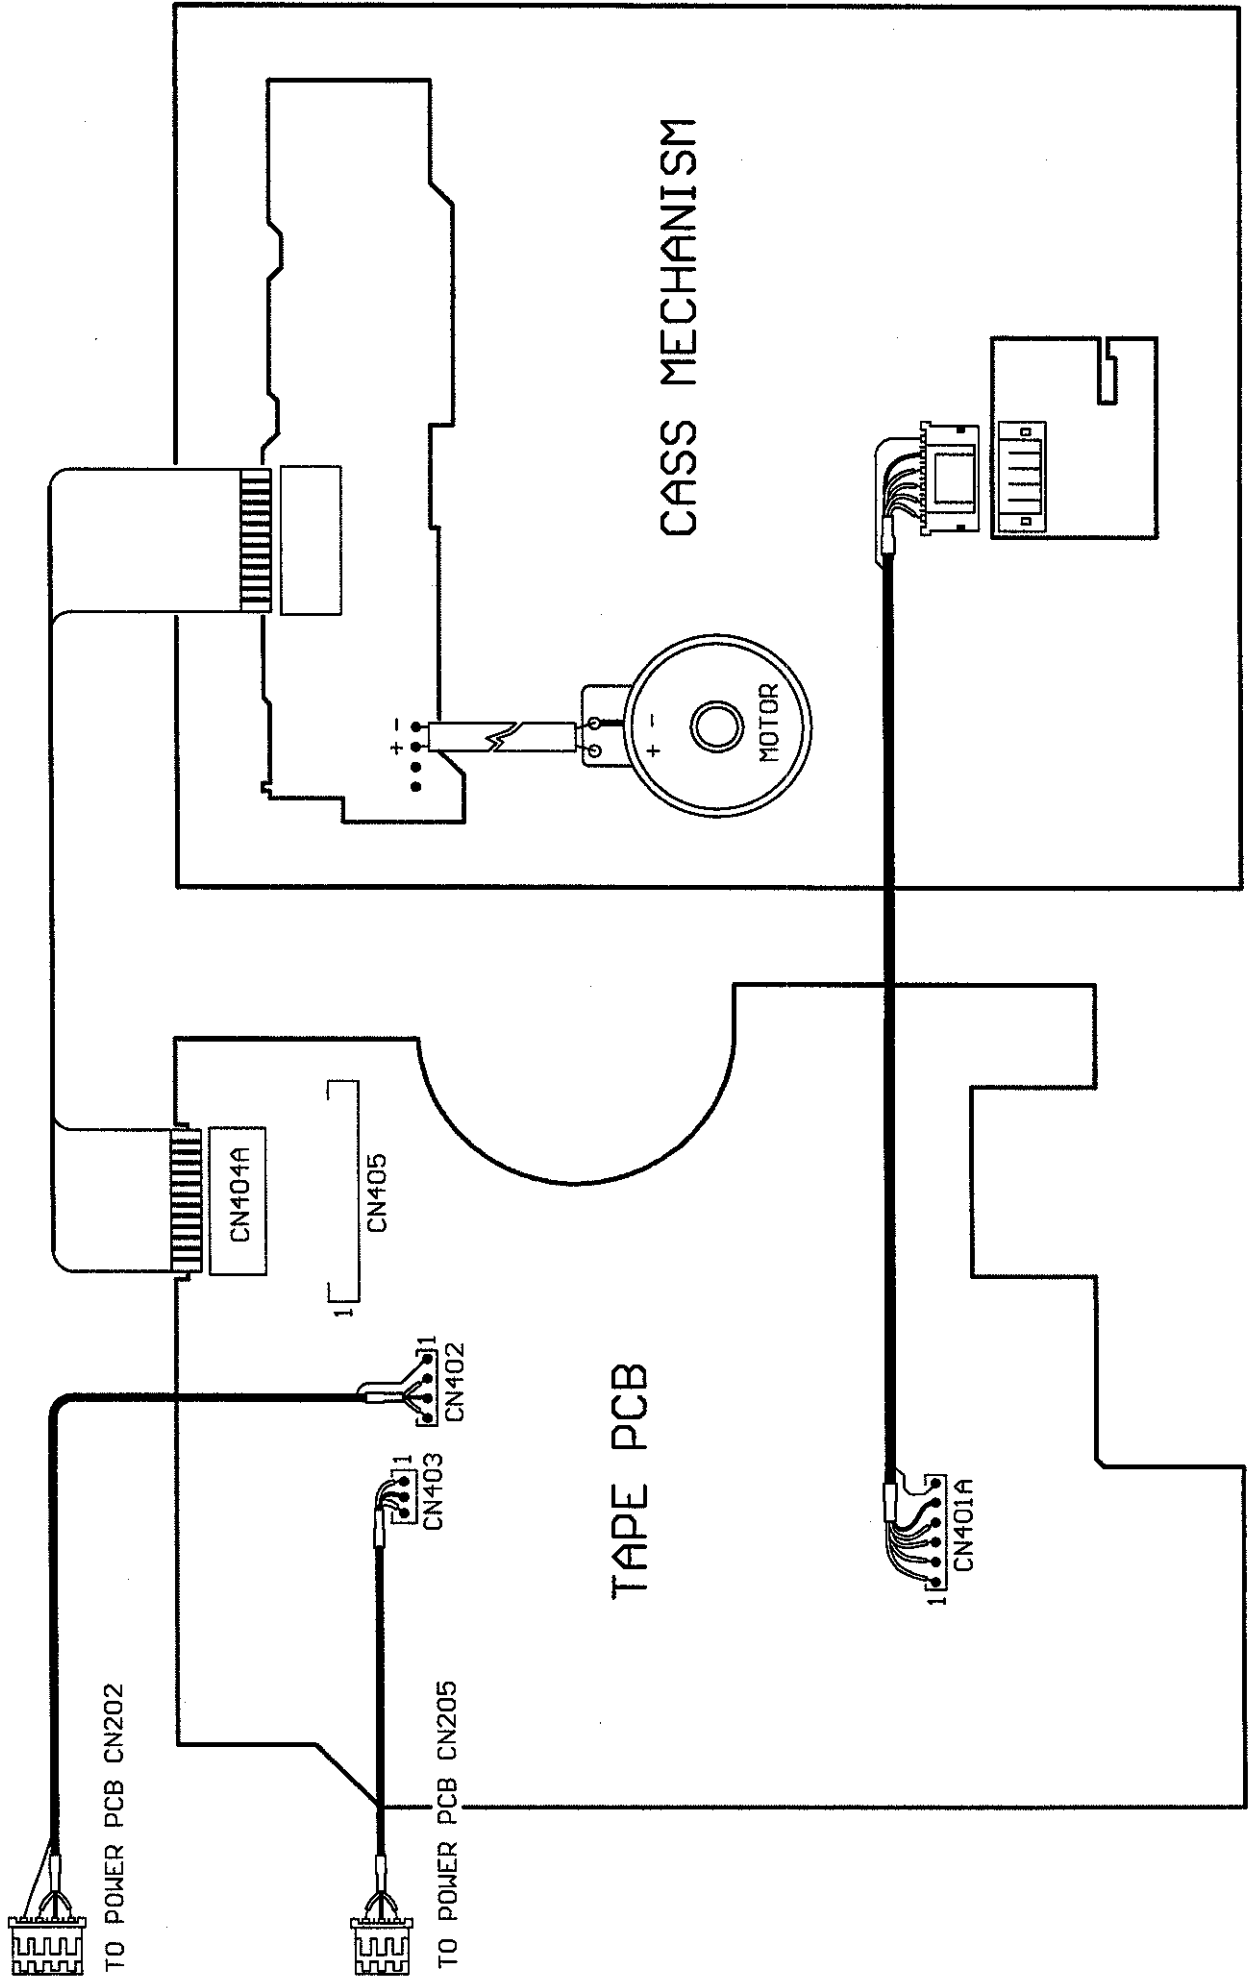 TO POWER PCB CN202
TO POWER PCB CN205
CN403
1
CN402
1
1
CN405
CN404A
TAPE PCB
1
CN401A
+ -
+ -
MOTOR
CASS MECHANISM